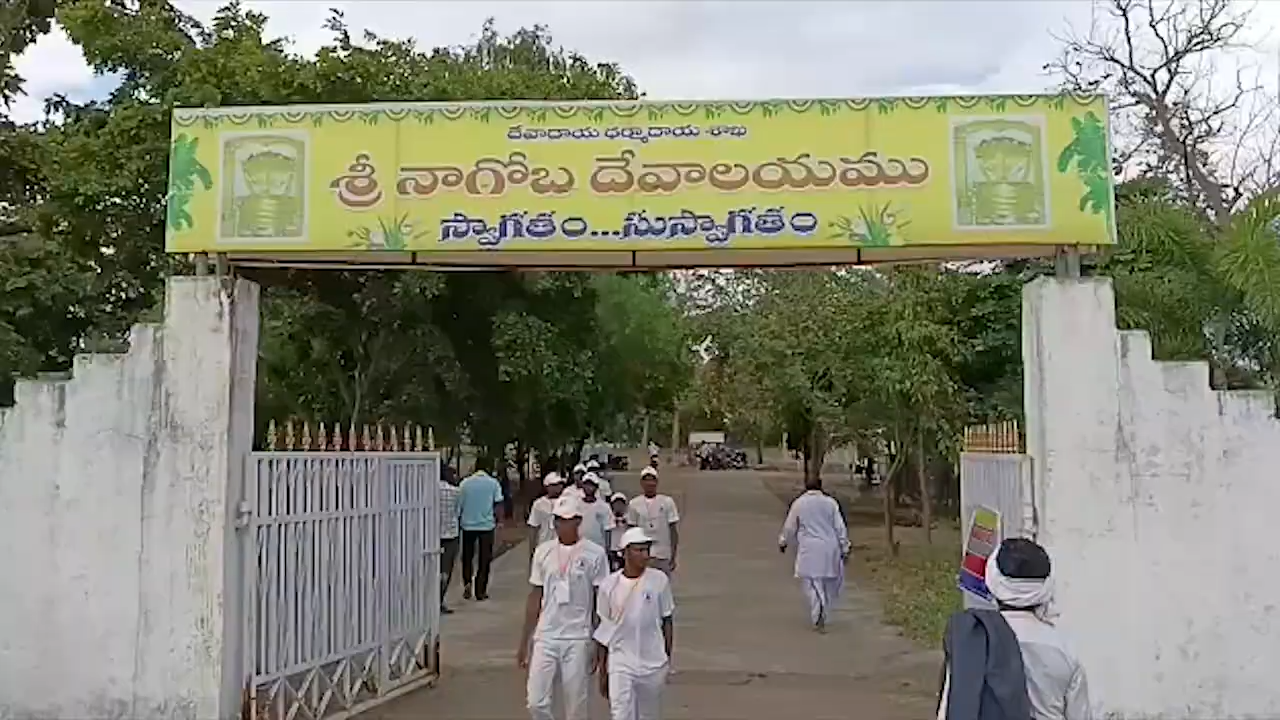 దేవాదాయ ధర్మాదాయ శాఖ
శ్రీ నాగోబ దేవాలయము
స్వాగతం...సుస్వాగతం